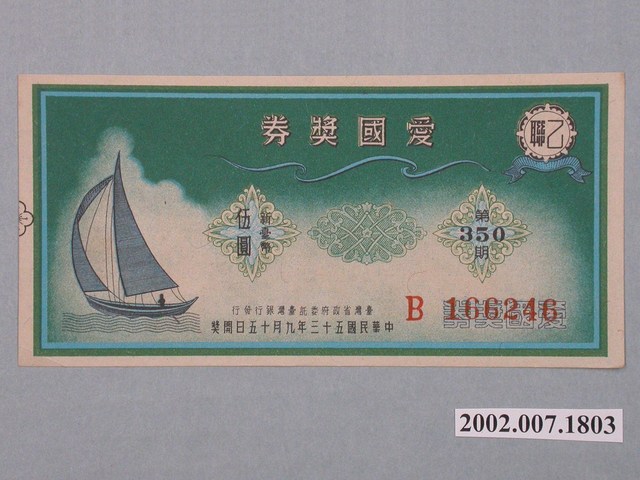 券獎國愛
乙聯
第
350
期
新臺幣
伍圓
B 166246
愛國獎券
行發行銀灣臺託委府政省灣臺
獎開日五十月九年三十五國民華中
2002.007.1803